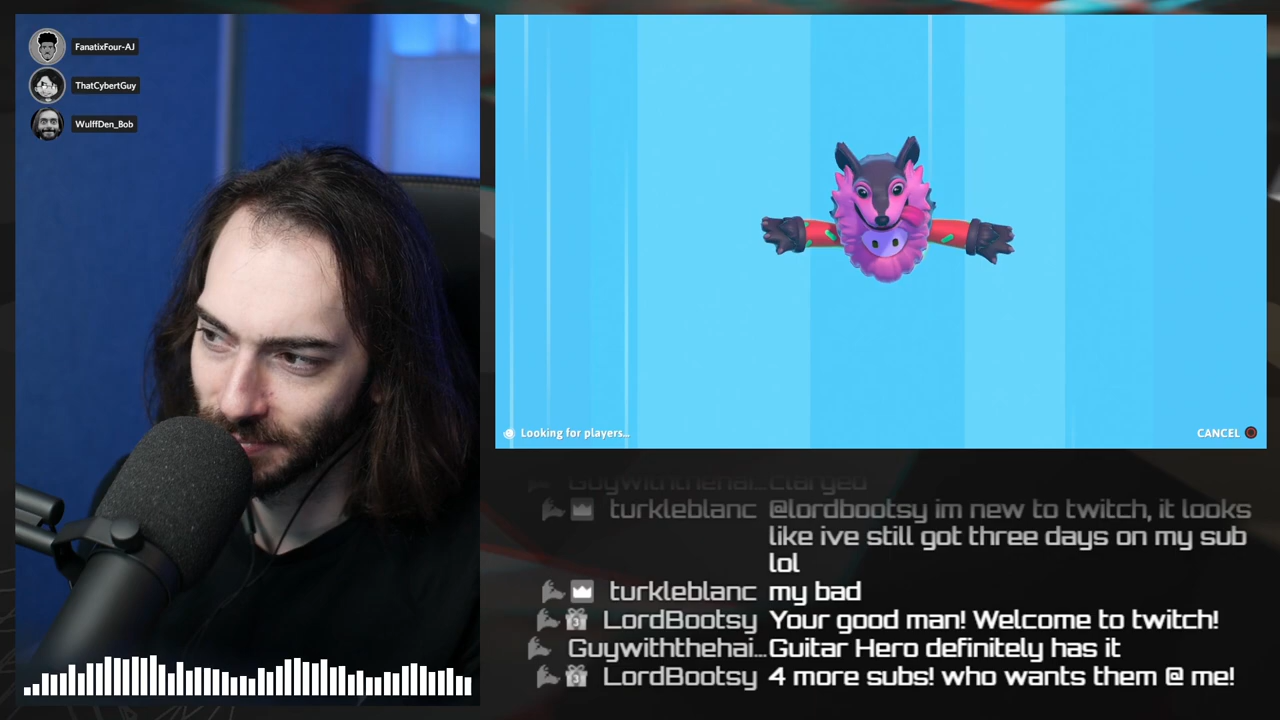 FanatixFour-AJ
ThatCybertGuy
WulffDen_Bob
Looking for players...
CANCEL
turkleblanc @lordbootsy im new to twitch, it looks
like ive still got three days on my sub
lol
turkleblanc my bad
LordBootsy Your good man! Welcome to twitch!
Guywiththehai... Guitar Hero definitely has it
LordBootsy 4 more subs! who wants them @ me!